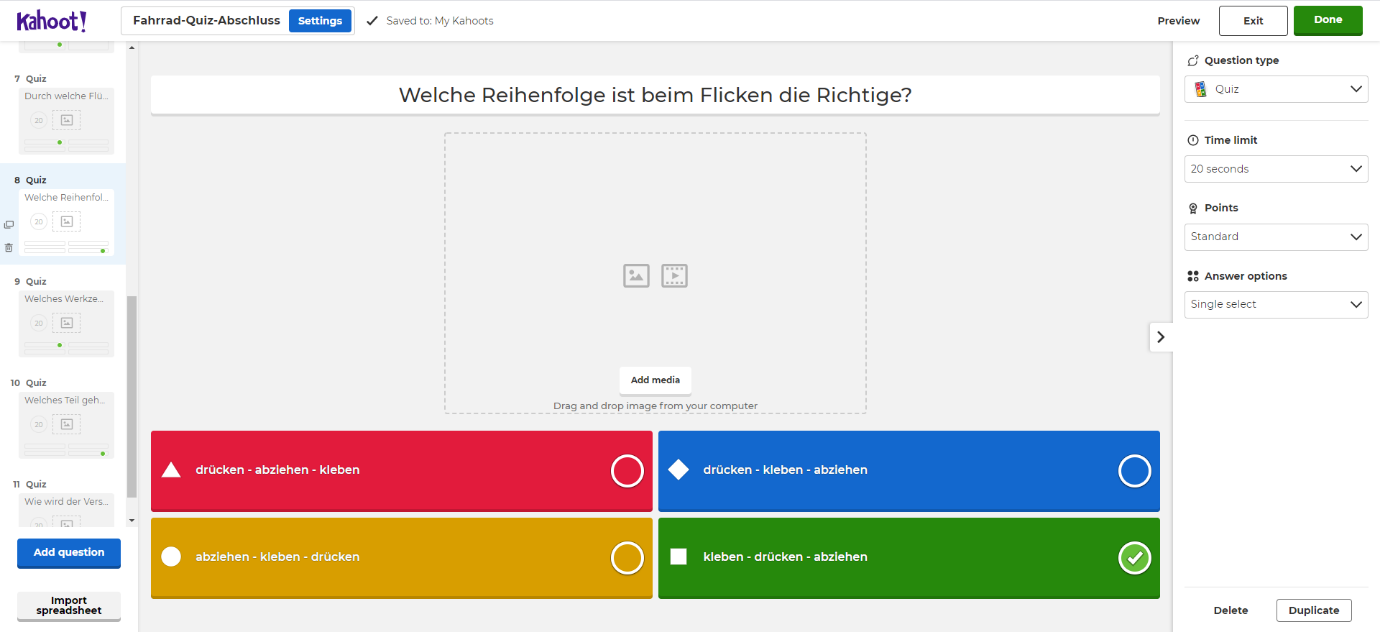 Kahoot!
Fahrrad-Quiz-Abschluss
Settings
Saved to: My Kahoots
Preview
Exit
Done
7 Quiz
Durch welche Flü...
20
8 Quiz
Welche Reihenfol...
20
9 Quiz
Welches Werkze...
20
10 Quiz
Welches Teil geh...
20
11 Quiz
Wie wird der Vers...
20
Add question
Import
spreadsheet
Welche Reihenfolge ist beim Flicken die Richtige?
Add media
Drag and drop image from your computer
drücken - abziehen - kleben
drücken - kleben - abziehen
abziehen - kleben - drücken
kleben - drücken - abziehen
Question type
Quiz
Time limit
20 seconds
Points
Standard
Answer options
Single select
Delete
Duplicate